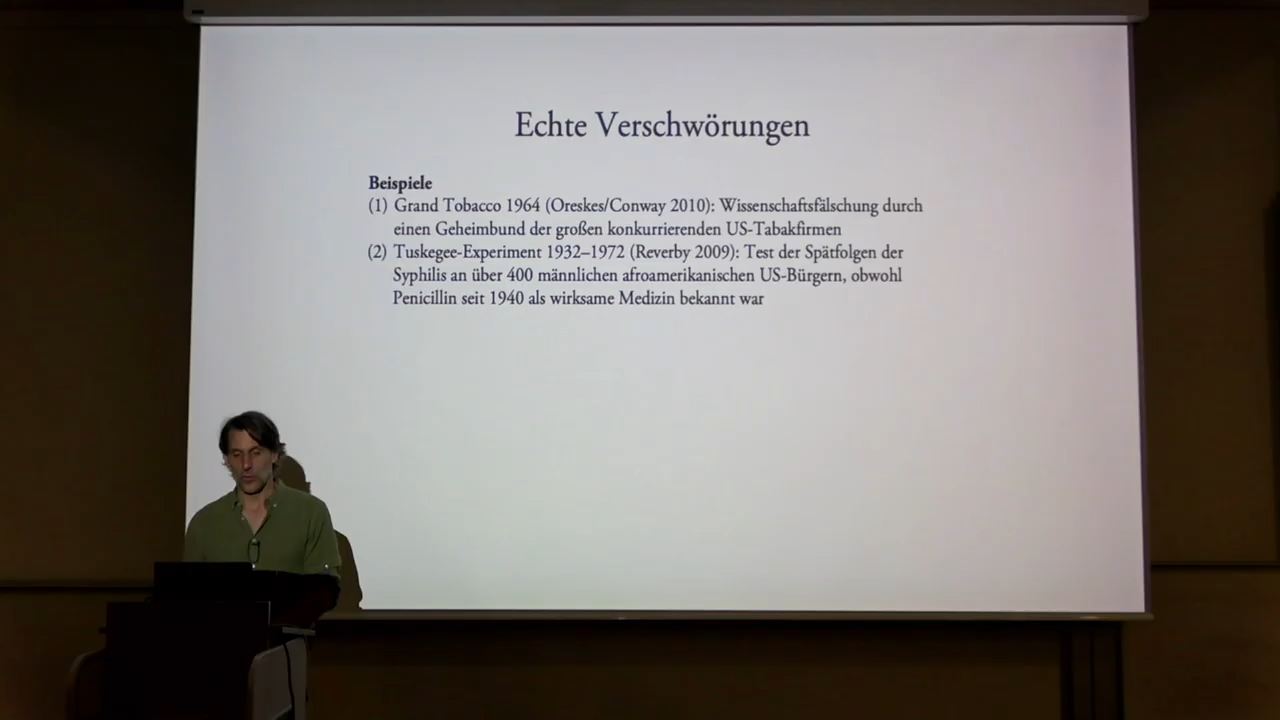 Echte Verschwörungen
Beispiele
(1) Grand Tobacco 1964 (Oreskes/Conway 2010): Wissenschaftsfälschung durch
einen Geheimbund der großen konkurrierenden US-Tabakfirmen
(2) Tuskegee-Experiment 1932–1972 (Reverby 2009): Test der Spätfolgen der
Syphilis an über 400 männlichen afroamerikanischen US-Bürgern, obwohl
Penicillin seit 1940 als wirksame Medizin bekannt war